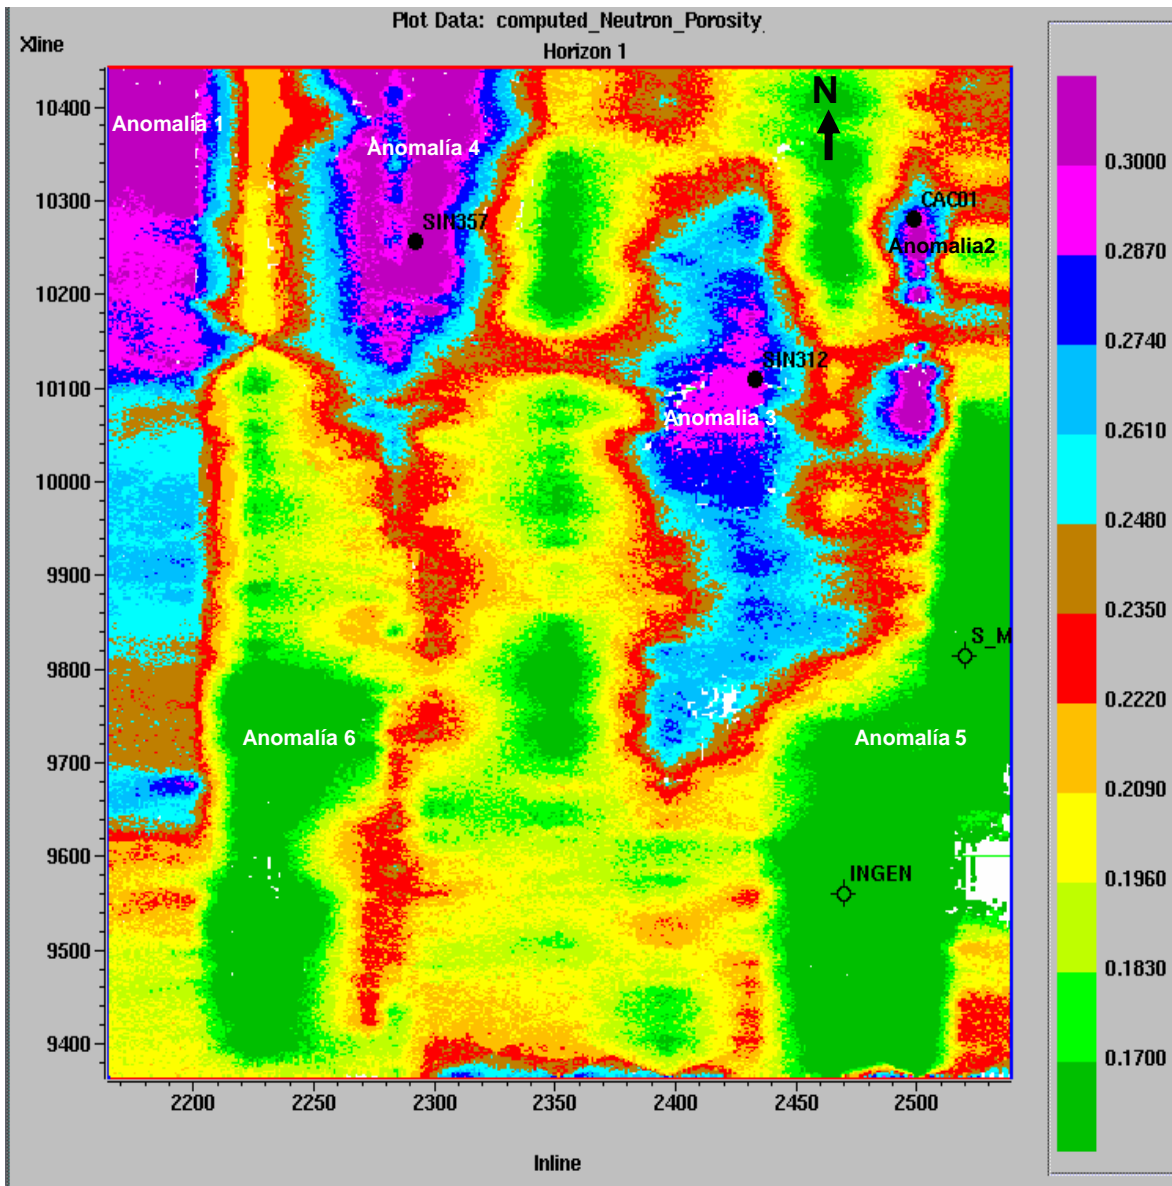 Plot Data: computed_Neutron_Porosity
Horizon 1
Xline
N
Anomalía 1
Anomalía 4
CAC01
SIN357
Anomalia2
SIN312
Anomalia 3
S_M
Anomalía 6
Anomalía 5
INGEN
10400
10300
10200
10100
10000
9900
9800
9700
9600
9500
9400
2200
2250
2300
2350
2400
2450
2500
Inline
0.3000
0.2870
0.2740
0.2610
0.2480
0.2350
0.2220
0.2090
0.1960
0.1830
0.1700